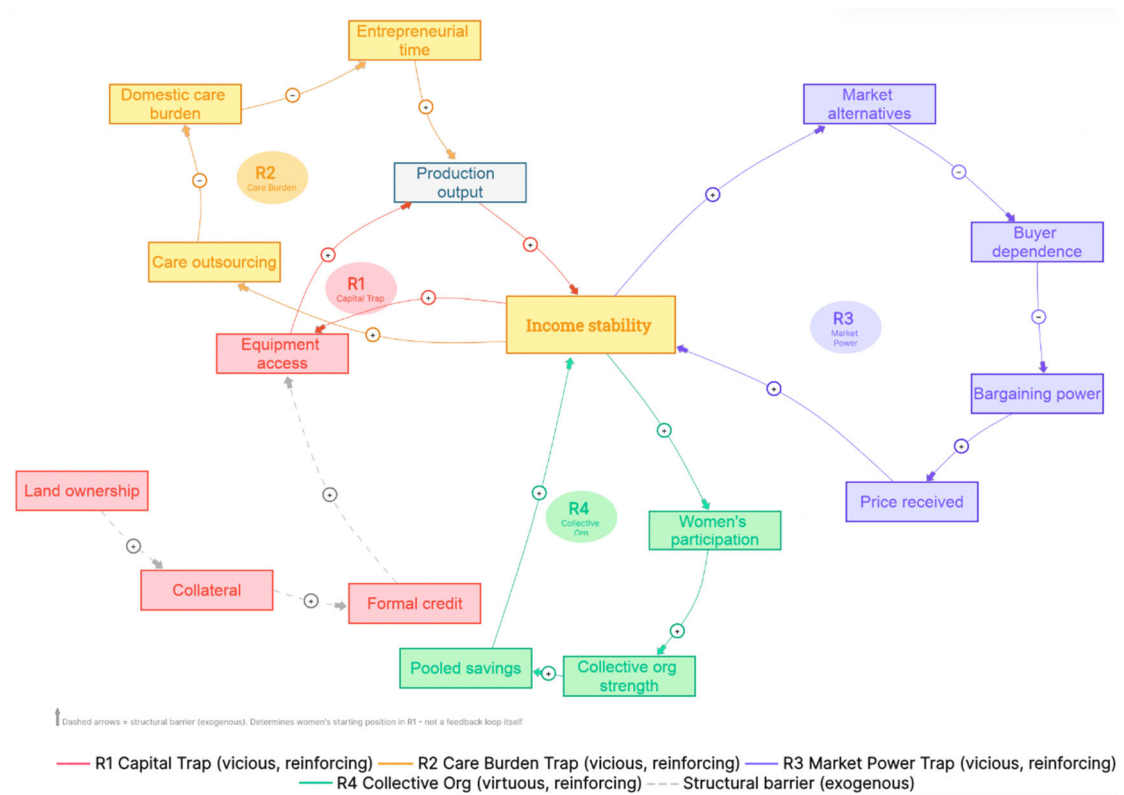 Entrepreneurial
time
Domestic care
burden
Market
alternatives
−
+
Production
output
R2
Care Burden
−
+
−
Buyer
dependence
Care outsourcing
+
+
R1
Capital Trap
+
Income stability
+
R3
Market
Power
−
Equipment
access
Bargaining power
+
+
+
Land ownership
+
+
R4
Collective
Org
Price received
Women's
participation
+
Collateral
+
Formal credit
+
Pooled savings
+
Collective org
strength
Dashed arrows = structural barrier (exogenous). Determines women's starting position in R1 - not a feedback loop itself
R1 Capital Trap (vicious, reinforcing) R2 Care Burden Trap (vicious, reinforcing) R3 Market Power Trap (vicious, reinforcing)
R4 Collective Org (virtuous, reinforcing) Structural barrier (exogenous)